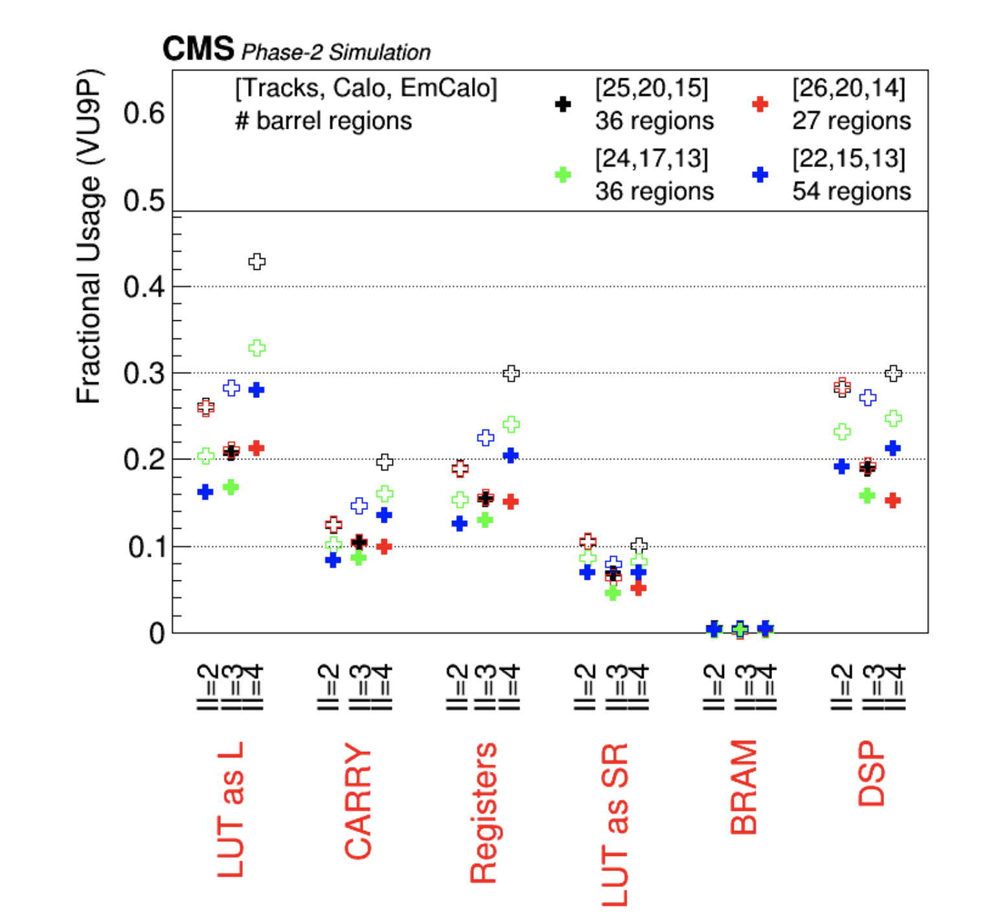 CMS Phase-2 Simulation
Fractional Usage (VU9P)
[Tracks, Calo, EmCalo]
# barrel regions
[25,20,15]
36 regions
[26,20,14]
27 regions
[24,17,13]
36 regions
[22,15,13]
54 regions
0.6
0.5
0.4
0.3
0.2
0.1
0
II=2
II=3
II=4
II=2
II=3
II=4
II=2
II=3
II=4
II=2
II=3
II=4
II=2
II=3
II=4
II=2
II=3
II=4
LUT as L
CARRY
Registers
LUT as SR
BRAM
DSP